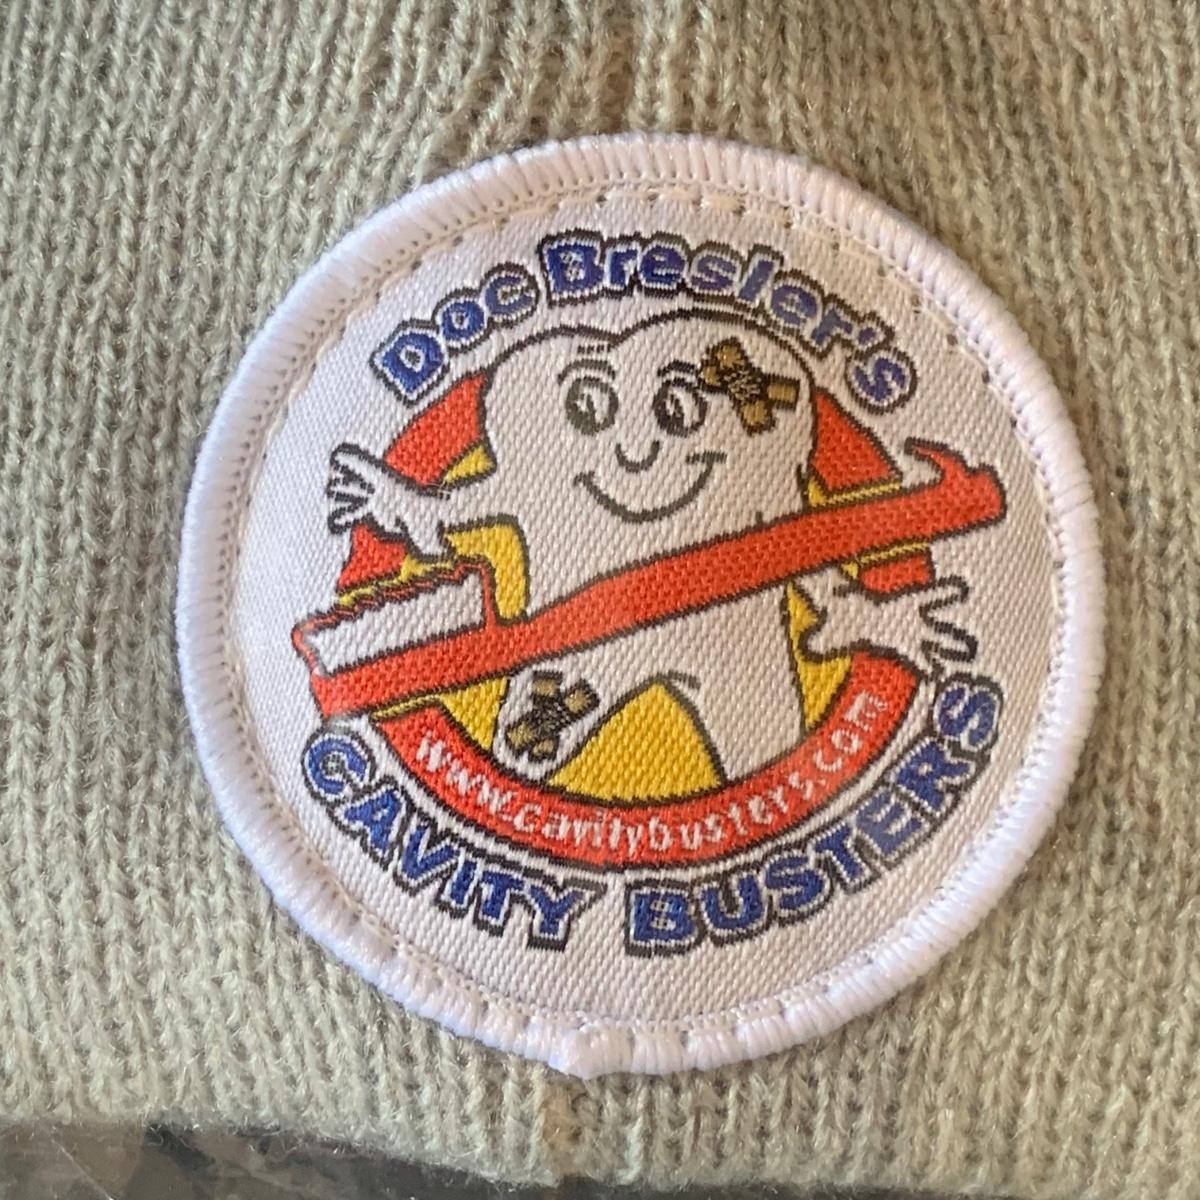 Doc Bresler's
www.cavitybusters.com
CAVITY BUSTERS